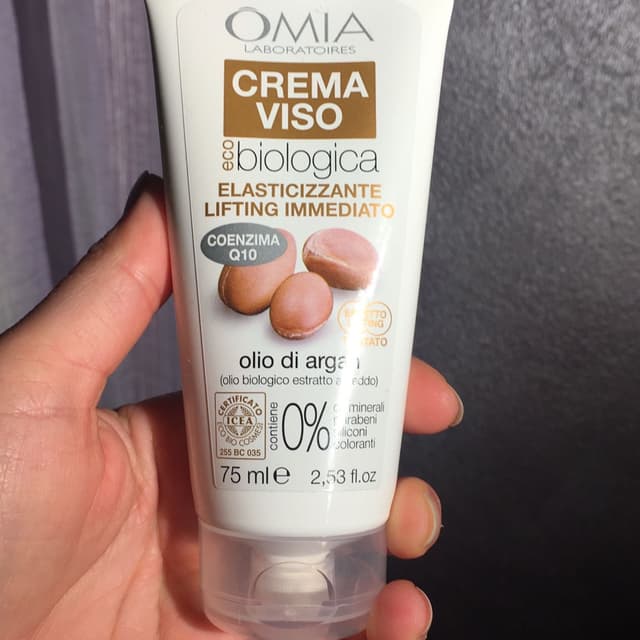 OMIA
LABORATOIRES
CREMA
VISO
eco biologica
ELASTICIZZANTE
LIFTING IMMEDIATO
COENZIMA
Q10
olio di argan
(olio biologico estratto a freddo)
CERTIFICATO
ICEA
ECO BIO COSMESI
255 BC 035
contiene
0%
minerali
parabeni
siliconi
coloranti
75 ml e 2,53 fl.oz